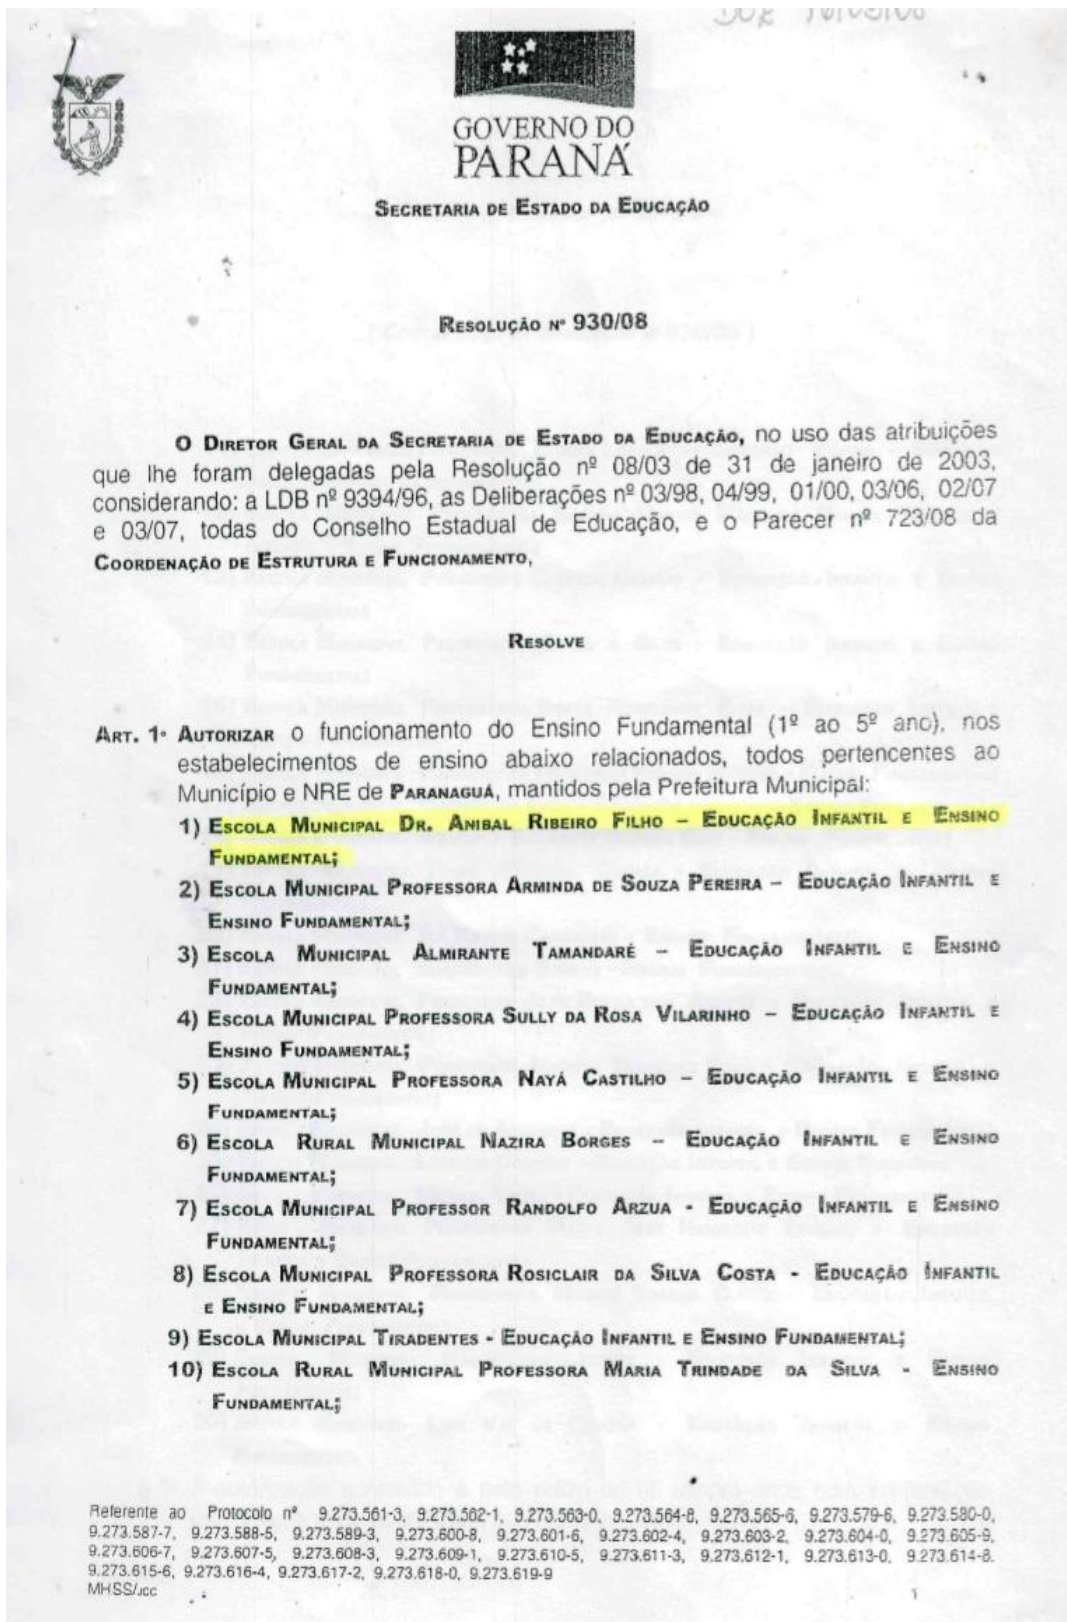 GOVERNO DO
PARANÁ
SECRETARIA DE ESTADO DA EDUCAÇÃO
RESOLUÇÃO Nº 930/08
O DIRETOR GERAL DA SECRETARIA DE ESTADO DA EDUCAÇÃO, no uso das atribuições
que lhe foram delegadas pela Resolução nº 08/03 de 31 de janeiro de 2003,
considerando: a LDB nº 9394/96, as Deliberações nº 03/98, 04/99, 01/00, 03/06, 02/07
e 03/07, todas do Conselho Estadual de Educação, e o Parecer nº 723/08 da
COORDENAÇÃO DE ESTRUTURA E FUNCIONAMENTO,
RESOLVE
ART. 1º AUTORIZAR o funcionamento do Ensino Fundamental (1º ao 5º ano), nos
estabelecimentos de ensino abaixo relacionados, todos pertencentes ao
Município e NRE de PARANAGUÁ, mantidos pela Prefeitura Municipal:
1) ESCOLA MUNICIPAL DR. ANIBAL RIBEIRO FILHO – EDUCAÇÃO INFANTIL E ENSINO
FUNDAMENTAL;
2) ESCOLA MUNICIPAL PROFESSORA ARMINDA DE SOUZA PEREIRA – EDUCAÇÃO INFANTIL E
ENSINO FUNDAMENTAL;
3) ESCOLA MUNICIPAL ALMIRANTE TAMANDARÉ – EDUCAÇÃO INFANTIL E ENSINO
FUNDAMENTAL;
4) ESCOLA MUNICIPAL PROFESSORA SULLY DA ROSA VILARINHO – EDUCAÇÃO INFANTIL E
ENSINO FUNDAMENTAL;
5) ESCOLA MUNICIPAL PROFESSORA NAYÁ CASTILHO – EDUCAÇÃO INFANTIL E ENSINO
FUNDAMENTAL;
6) ESCOLA RURAL MUNICIPAL NAZIRA BORGES – EDUCAÇÃO INFANTIL E ENSINO
FUNDAMENTAL;
7) ESCOLA MUNICIPAL PROFESSOR RANDOLFO ARZUA - EDUCAÇÃO INFANTIL E ENSINO
FUNDAMENTAL;
8) ESCOLA MUNICIPAL PROFESSORA ROSICLAIR DA SILVA COSTA - EDUCAÇÃO INFANTIL
E ENSINO FUNDAMENTAL;
9) ESCOLA MUNICIPAL TIRADENTES - EDUCAÇÃO INFANTIL E ENSINO FUNDAMENTAL;
10) ESCOLA RURAL MUNICIPAL PROFESSORA MARIA TRINDADE DA SILVA - ENSINO
FUNDAMENTAL;
Referente ao Protocolo nº 9.273.561-3, 9.273.562-1, 9.273.563-0, 9.273.564-8, 9.273.565-6, 9.273.579-6, 9.273.580-0,
9.273.587-7, 9.273.588-5, 9.273.589-3, 9.273.600-8, 9.273.601-6, 9.273.602-4, 9.273.603-2, 9.273.604-0, 9.273.605-9,
9.273.606-7, 9.273.607-5, 9.273.608-3, 9.273.609-1, 9.273.610-5, 9.273.611-3, 9.273.612-1, 9.273.613-0, 9.273.614-8,
9.273.615-6, 9.273.616-4, 9.273.617-2, 9.273.618-0, 9.273.619-9
MHSS/jcc